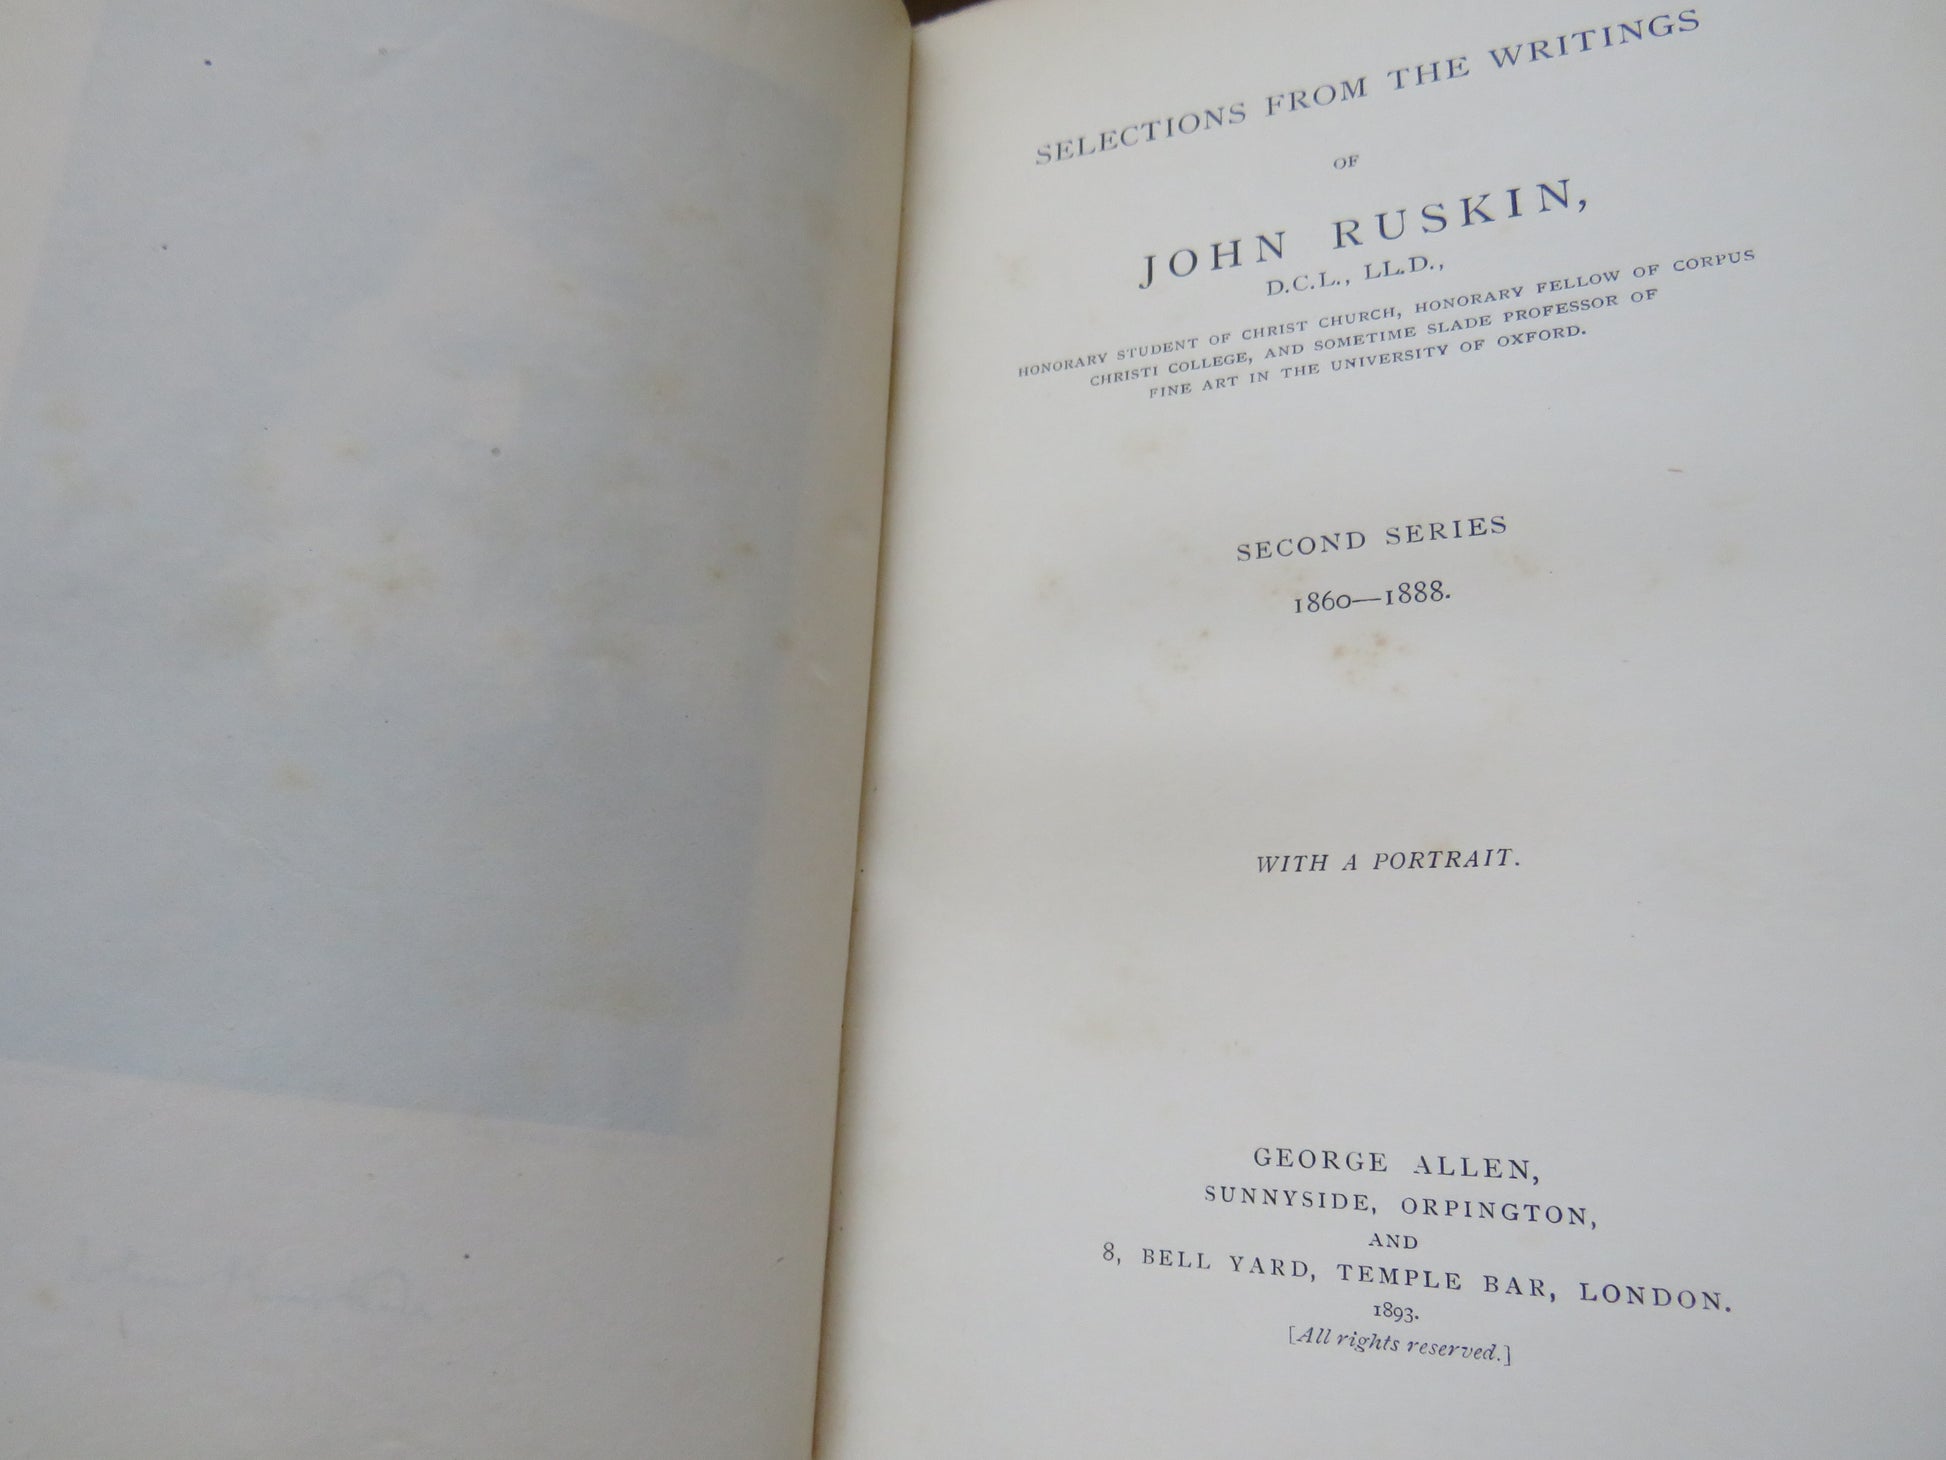 SELECTIONS FROM THE WRITINGS
OF
JOHN RUSKIN,
D.C.L., LL.D.,
HONORARY STUDENT OF CHRIST CHURCH, HONORARY FELLOW OF CORPUS
CHRISTI COLLEGE, AND SOMETIME SLADE PROFESSOR OF
FINE ART IN THE UNIVERSITY OF OXFORD.
SECOND SERIES
1860—1888.
WITH A PORTRAIT.
GEORGE ALLEN,
SUNNYSIDE, ORPINGTON,
AND
8, BELL YARD, TEMPLE BAR, LONDON.
1893.
[All rights reserved.]